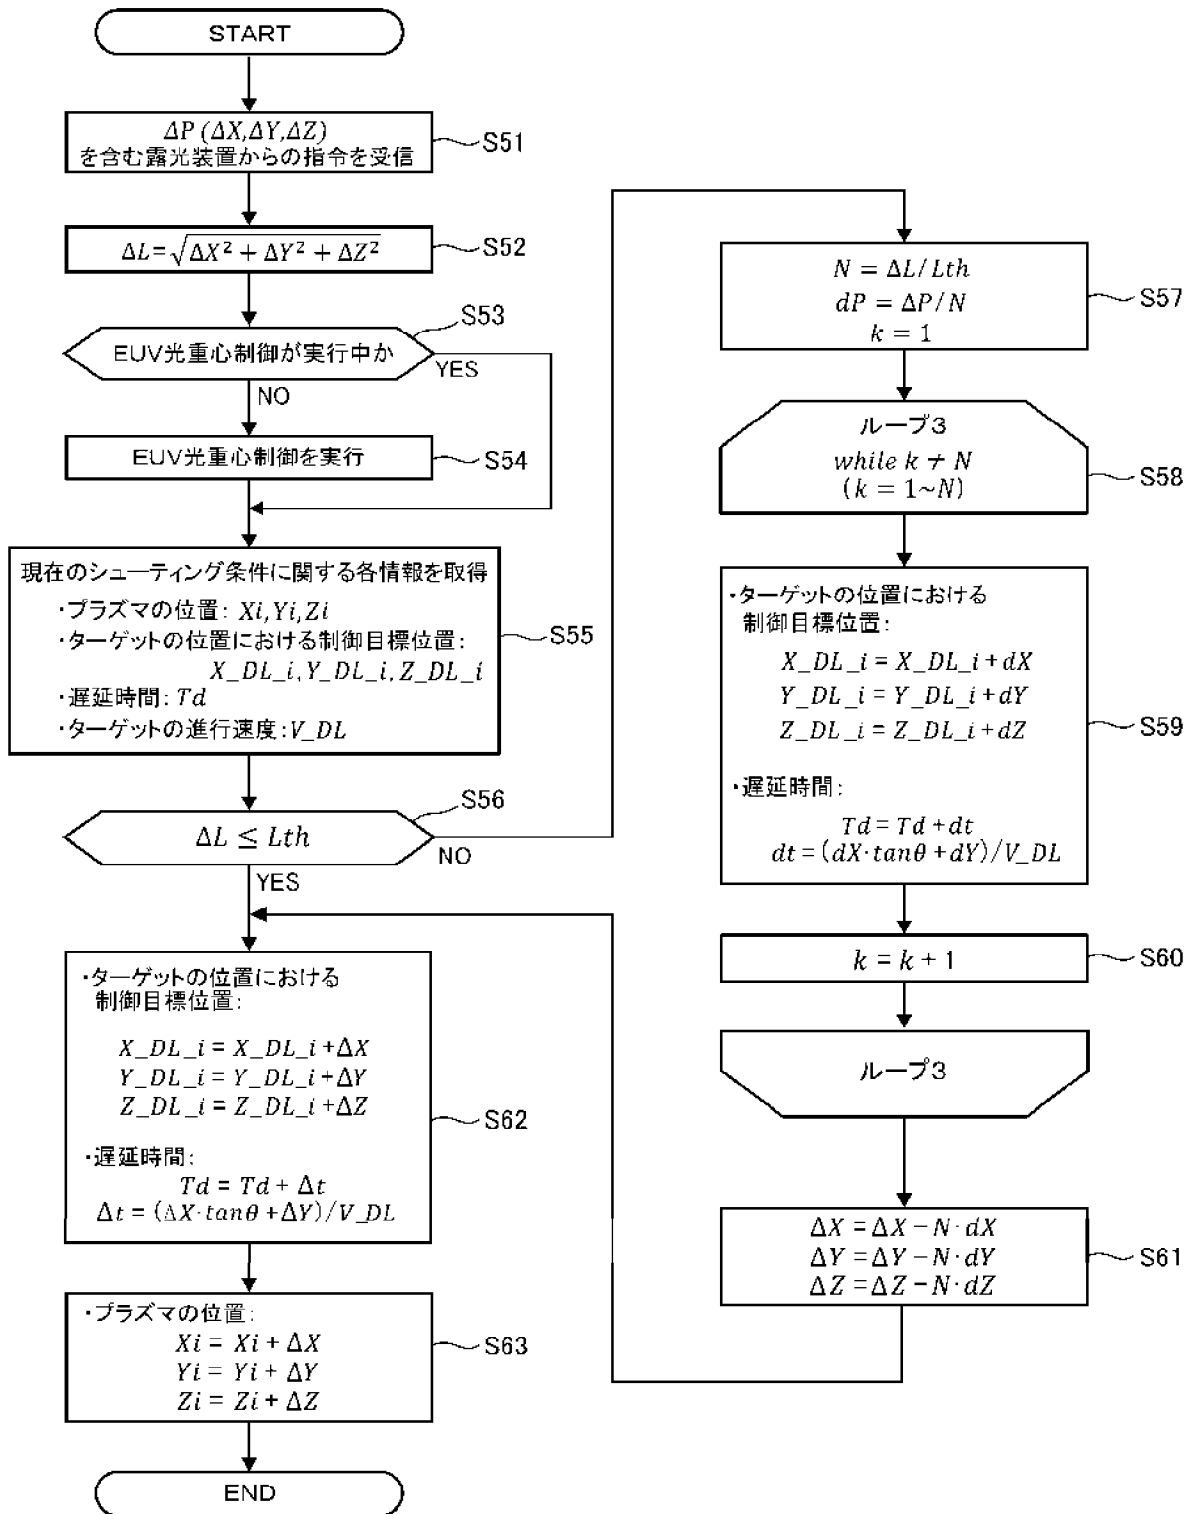 START
ΔP (ΔX,ΔY,ΔZ)
を含む露光装置からの指令を受信
S51
ΔL=√ΔX² + ΔY² + ΔZ²
S52
S53
EUV光重心制御が実行中か
YES
NO
EUV光重心制御を実行
S54
現在のシューティング条件に関する各情報を取得
・プラズマの位置: Xi,Yi,Zi
・ターゲットの位置における制御目標位置:
X_DL_i,Y_DL_i,Z_DL_i
・遅延時間: Td
・ターゲットの進行速度:V_DL
S55
S56
ΔL ≤ Lth
NO
YES
N = ΔL/Lth
dP = ΔP/N
k = 1
S57
ループ3
while k ≠ N
(k = 1~N)
S58
・ターゲットの位置における
制御目標位置:
X_DL_i = X_DL_i+dX
Y_DL_i = Y_DL_i+dY
Z_DL_i = Z_DL_i+dZ
・遅延時間:
Td = Td+dt
dt = (dX·tanθ+dY)/V_DL
S59
k = k + 1
S60
ループ3
ΔX = ΔX − N·dX
ΔY = ΔY − N·dY
ΔZ = ΔZ − N·dZ
S61
・ターゲットの位置における
制御目標位置:
X_DL_i = X_DL_i+ΔX
Y_DL_i = Y_DL_i+ΔY
Z_DL_i = Z_DL_i+ΔZ
・遅延時間:
Td = Td + Δt
Δt = (ΔX·tanθ+ΔY)/V_DL
S62
・プラズマの位置:
Xi = Xi + ΔX
Yi = Yi + ΔY
Zi = Zi + ΔZ
S63
END